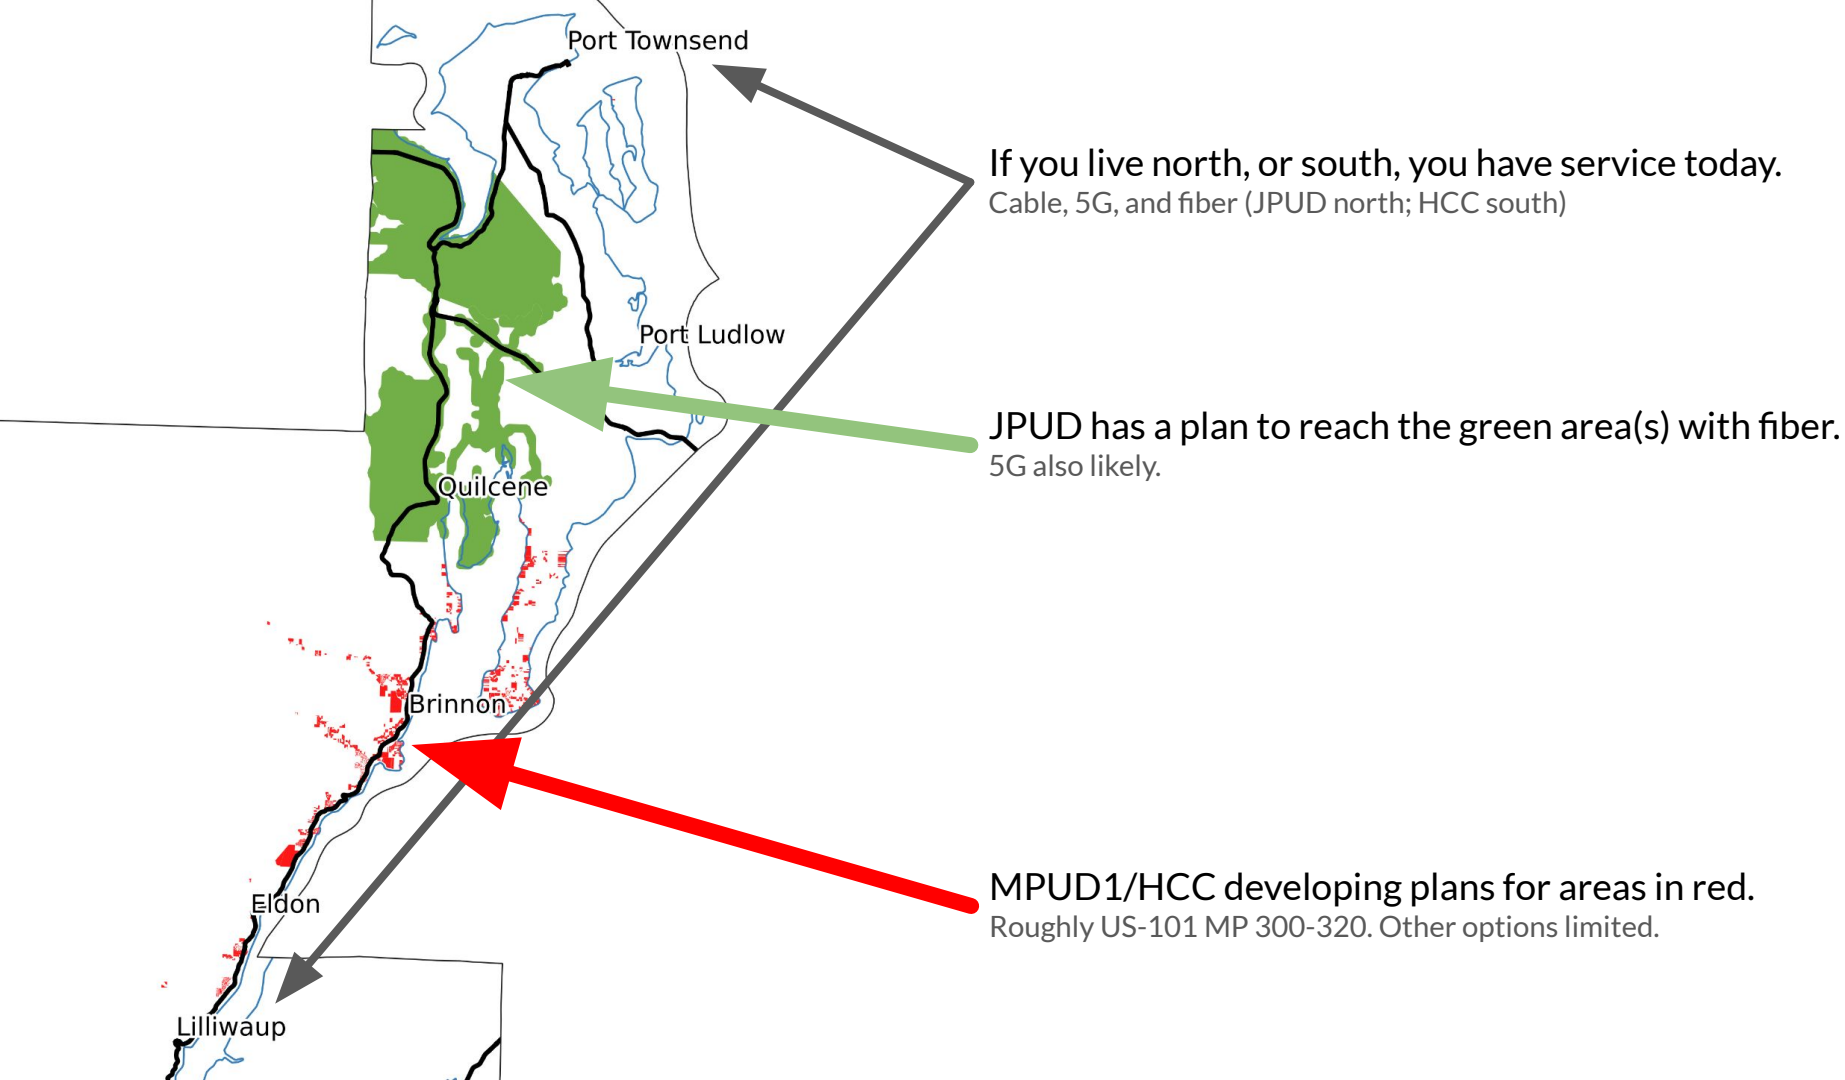 Port Townsend
If you live north, or south, you have service today.
Cable, 5G, and fiber (JPUD north; HCC south)
Port Ludlow
JPUD has a plan to reach the green area(s) with fiber.
5G also likely.
Quilcene
Brinnon
MPUD1/HCC developing plans for areas in red.
Roughly US-101 MP 300-320. Other options limited.
Eldon
Lilliwaup